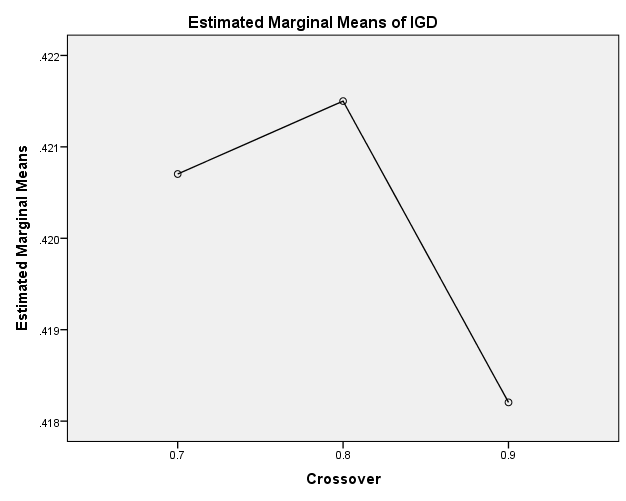 Estimated Marginal Means of IGD
.422
.421
.420
.419
.418
Estimated Marginal Means
0.7 0.8 0.9
Crossover